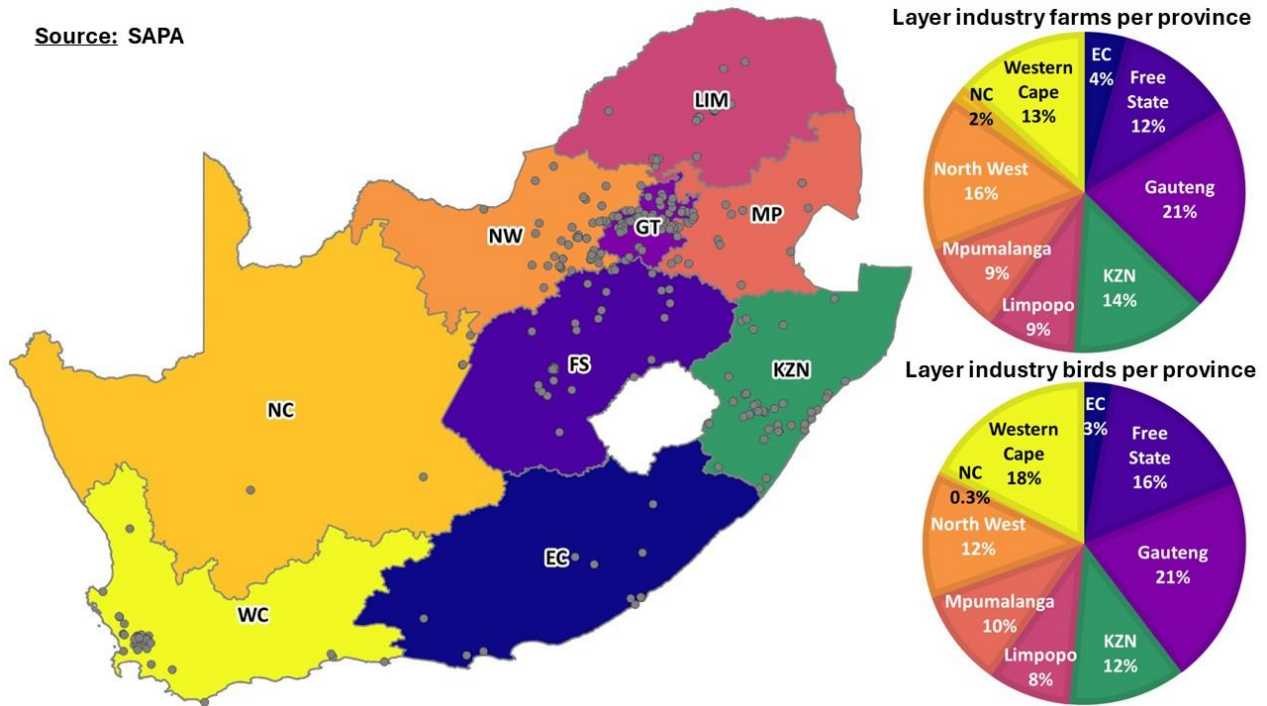 Source: SAPA
LIM
NW
GT
MP
FS
KZN
NC
EC
WC
Layer industry farms per province
EC
4%
Free
State
12%
Gauteng
21%
KZN
14%
Limpopo
9%
Mpumalanga
9%
North West
16%
NC
2%
Western
Cape
13%
Layer industry birds per province
EC
3%
Free
State
16%
Gauteng
21%
KZN
12%
Limpopo
8%
Mpumalanga
10%
North West
12%
NC
0.3%
Western
Cape
18%